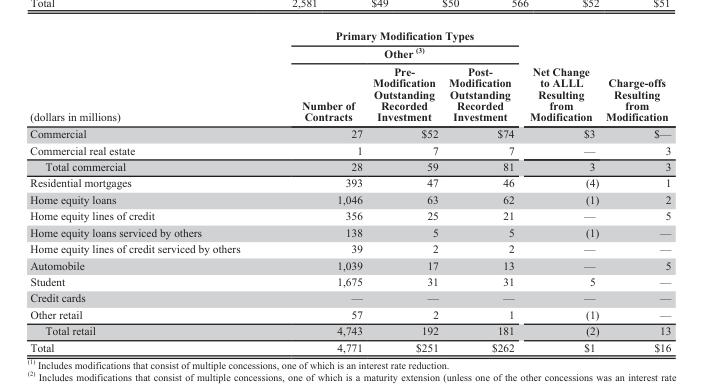 Total 2,581 $49 $50 566 $52 $51
Primary Modification Types
Other (3)
(dollars in millions) Number of Contracts Pre-Modification Outstanding Recorded Investment Post-Modification Outstanding Recorded Investment Net Change to ALLL Resulting from Modification Charge-offs Resulting from Modification
Commercial 27 $52 $74 $3 $—
Commercial real estate 1 7 7 — 3
Total commercial 28 59 81 3 3
Residential mortgages 393 47 46 (4) 1
Home equity loans 1,046 63 62 (1) 2
Home equity lines of credit 356 25 21 — 5
Home equity loans serviced by others 138 5 5 (1) —
Home equity lines of credit serviced by others 39 2 2 — —
Automobile 1,039 17 13 — 5
Student 1,675 31 31 5 —
Credit cards — — — — —
Other retail 57 2 1 (1) —
Total retail 4,743 192 181 (2) 13
Total 4,771 $251 $262 $1 $16
(1) Includes modifications that consist of multiple concessions, one of which is an interest rate reduction.
(2) Includes modifications that consist of multiple concessions, one of which is a maturity extension (unless one of the other concessions was an interest rate